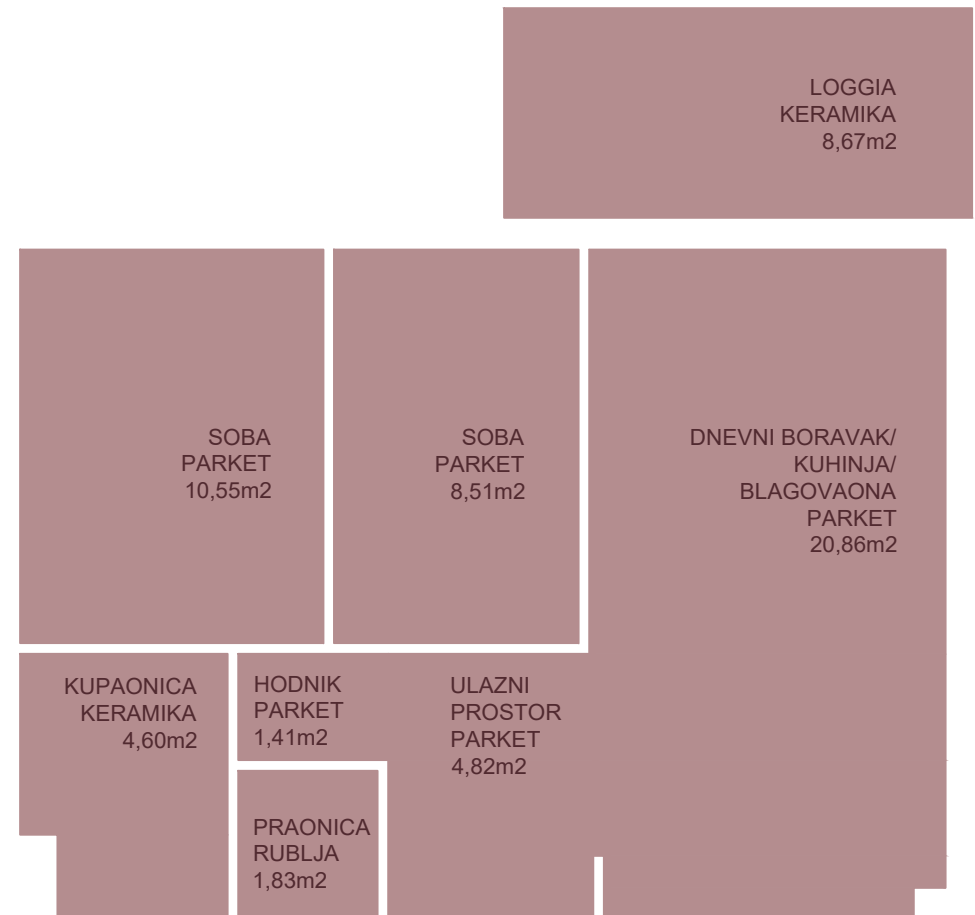 LOGGIA
KERAMIKA
8,67m2
SOBA
PARKET
10,55m2
SOBA
PARKET
8,51m2
DNEVNI BORAVAK/
KUHINJA/
BLAGOVAONA
PARKET
20,86m2
KUPAONICA
KERAMIKA
4,60m2
HODNIK
PARKET
1,41m2
ULAZNI
PROSTOR
PARKET
4,82m2
PRAONICA
RUBLJA
1,83m2